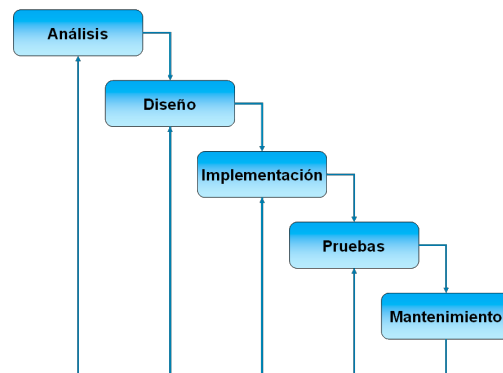 Análisis
Diseño
Implementación
Pruebas
Mantenimiento